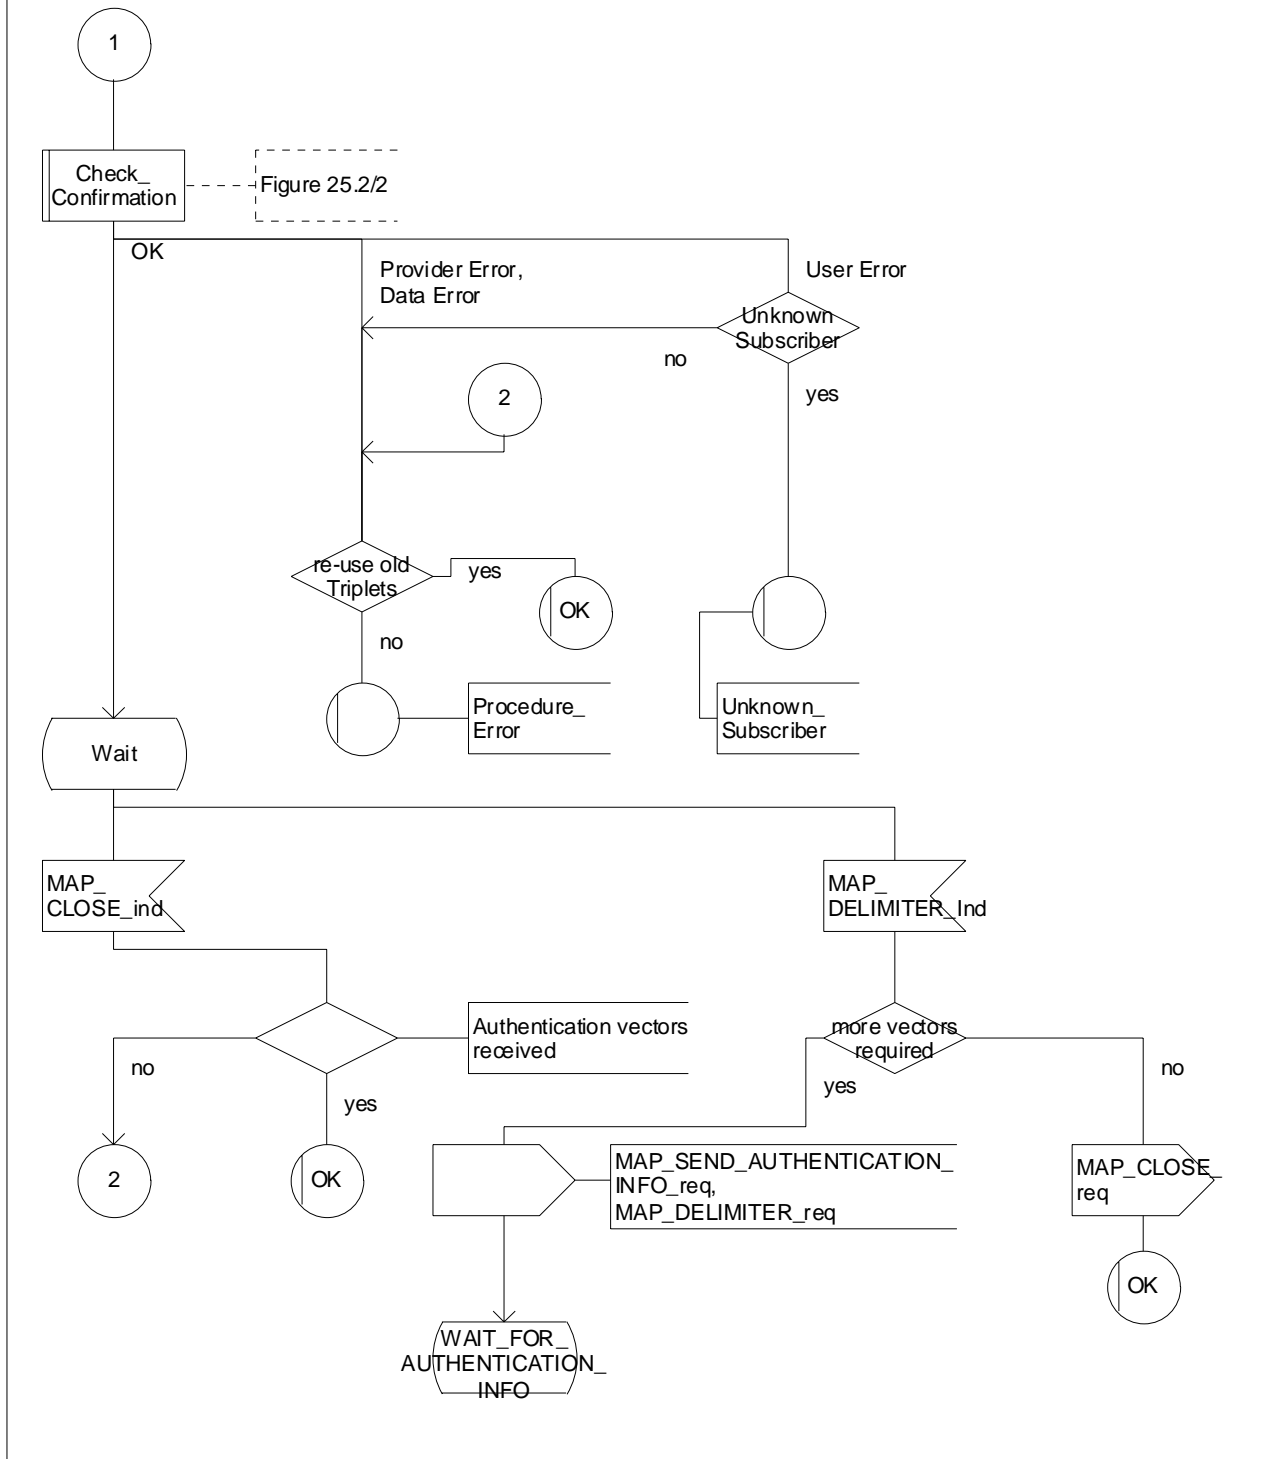 1
Check_
Confirmation
Figure 25.2/2
OK
Provider Error,
Data Error
User Error
Unknown
Subscriber
no
yes
2
re-use old
Triplets
yes
OK
no
Procedure_
Error
Unknown_
Subscriber
Wait
MAP_
CLOSE_ind
MAP_
DELIMITER_Ind
Authentication vectors
received
more vectors
required
no
yes
yes
no
2
OK
MAP_SEND_AUTHENTICATION_
INFO_req,
MAP_DELIMITER_req
MAP_CLOSE_
req
OK
WAIT_FOR_
AUTHENTICATION_
INFO